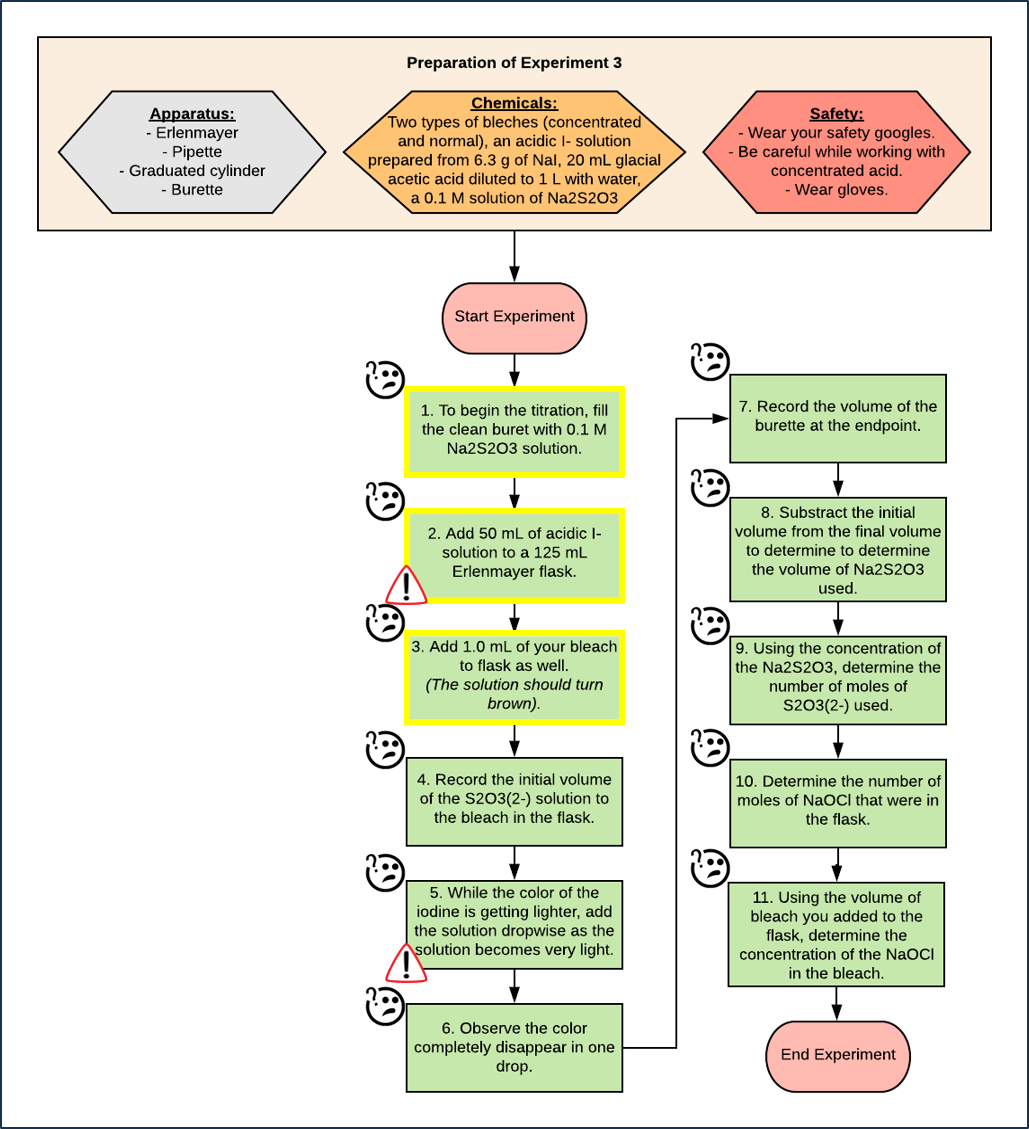 Preparation of Experiment 3
Apparatus:
- Erlenmayer
- Pipette
- Graduated cylinder
- Burette
Chemicals:
Two types of bleches (concentrated
and normal), an acidic I- solution
prepared from 6.3 g of NaI, 20 mL glacial
acetic acid diluted to 1 L with water,
a 0.1 M solution of Na2S2O3
Safety:
- Wear your safety googles.
- Be careful while working with
concentrated acid.
- Wear gloves.
Start Experiment
1. To begin the titration, fill
the clean buret with 0.1 M
Na2S2O3 solution.
2. Add 50 mL of acidic I-
solution to a 125 mL
Erlenmayer flask.
3. Add 1.0 mL of your bleach
to flask as well.
(The solution should turn
brown).
4. Record the initial volume
of the S2O3(2-) solution to
the bleach in the flask.
5. While the color of the
iodine is getting lighter, add
the solution dropwise as the
solution becomes very light.
6. Observe the color
completely disappear in one
drop.
7. Record the volume of the
burette at the endpoint.
8. Substract the initial
volume from the final volume
to determine to determine
the volume of Na2S2O3
used.
9. Using the concentration of
the Na2S2O3, determine the
number of moles of
S2O3(2-) used.
10. Determine the number of
moles of NaOCl that were in
the flask.
11. Using the volume of
bleach you added to the
flask, determine the
concentration of the NaOCl
in the bleach.
End Experiment